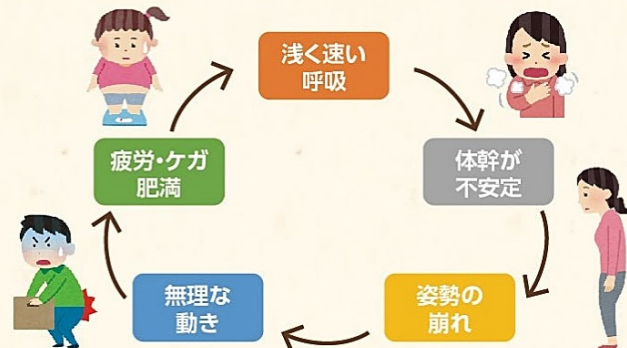 浅く速い
呼吸
体幹が
不安定
姿勢の
崩れ
無理な
動き
疲労・ケガ
肥満